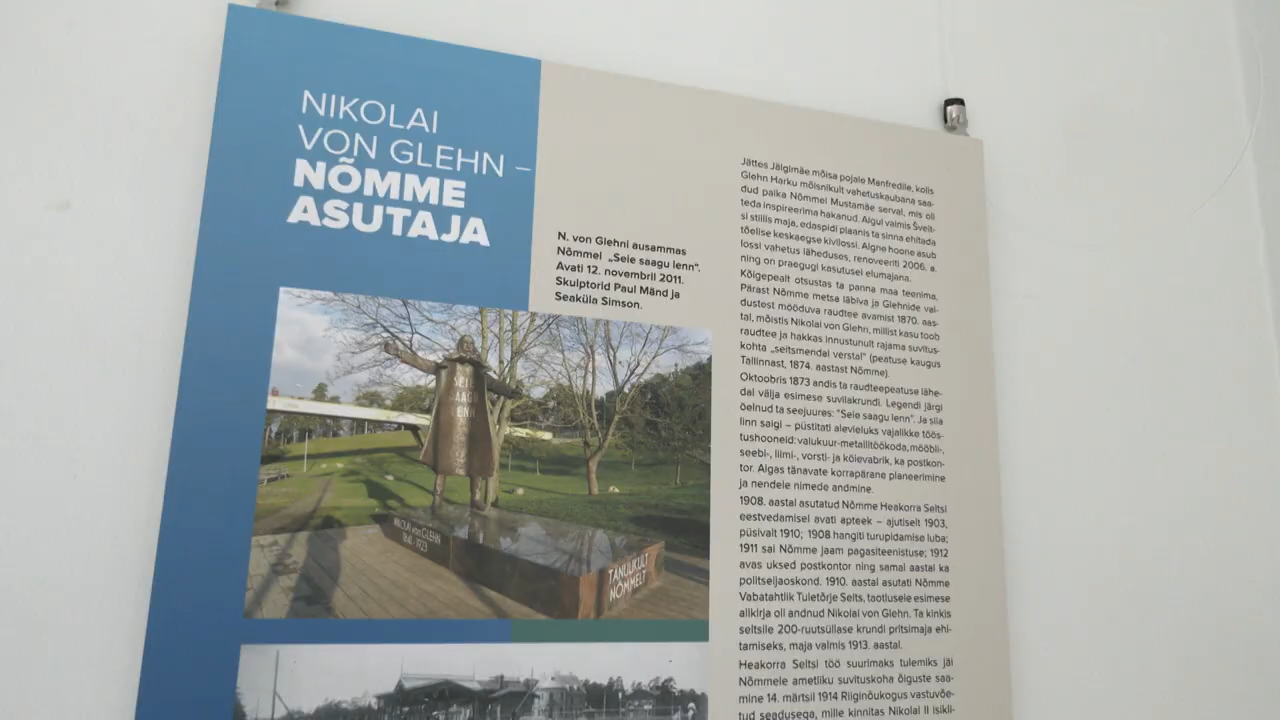 NIKOLAI
VON GLEHN –
NÕMME
ASUTAJA
N. von Glehni ausammas
Nõmmel „Seie saagu lenn".
Avati 12. novembril 2011.
Skulptorid Paul Mänd ja
Seaküla Simson.
SEIE
SAAGU
LENN
NIKOLAI von GLEHN
1841-1923
TÄNULIKULT
NÕMMELT
Jättes Jälgimäe mõisa pojale Manfredile, kolis
Glehn Harku mõisnikult vahetuskaubana saa-
dud paika Nõmmel Mustamäe serval, mis oli
teda inspireerima hakanud. Algul valmis Šveit-
si stiilis maja, edaspidi plaanis ta sinna ehitada
tõelise keskaegse kivilossi. Algne hoone asub
lossi vahetus läheduses, renoveeriti 2006. a.
ning on praegugi kasutusel elumajana.
Kõigepealt otsustas ta panna maa teenima.
Pärast Nõmme metsa läbiva ja Glehnide val-
dustest mööduva raudtee avamist 1870. aas-
tal, mõistis Nikolai von Glehn, millist kasu toob
raudtee ja hakkas innustunult rajama suvitus-
kohta „seitsmendal verstal" (peatuse kaugus
Tallinnast, 1874. aastast Nõmme).
Oktoobris 1873 andis ta raudteepeatuse lähe-
dal välja esimese suvilakrundi. Legendi järgi
öelnud ta seejuures: "Seie saagu lenn". Ja siia
linn saigi – püstitati alevieluks vajalikke töös-
tushooneid: valukuur-metallitöökoda, mööbli-,
seebi-, liimi-, vorsti- ja köievabrik, ka postkon-
tor. Algas tänavate korrapärane planeerimine
ja nendele nimede andmine.
1908. aastal asutatud Nõmme Heakorra Seltsi
eestvedamisel avati apteek – ajutiselt 1903,
püsivalt 1910; 1908 hangiti turupidamise luba;
1911 sai Nõmme jaam pagasiteenistuse; 1912
avas uksed postkontor ning samal aastal ka
politseijaoskond. 1910. aastal asutati Nõmme
Vabatahtlik Tuletõrje Selts, taotlusele esimese
allkirja oli andnud Nikolai von Glehn. Ta kinkis
seltsile 200-ruutsüllase krundi pritsimaja ehi-
tamiseks, maja valmis 1913. aastal.
Heakorra Seltsi töö suurimaks tulemiks jäi
Nõmmele ametliku suvituskoha õiguste saa-
mine 14. märtsil 1914 Riiginõukogus vastuvõe-
tud seadusega, mille kinnitas Nikolai II isikli-